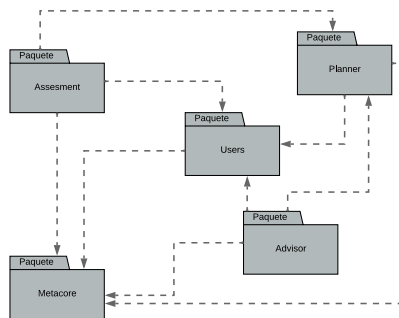 Paquete
Planner
Paquete
Assesment
Paquete
Users
Paquete
Advisor
Paquete
Metacore